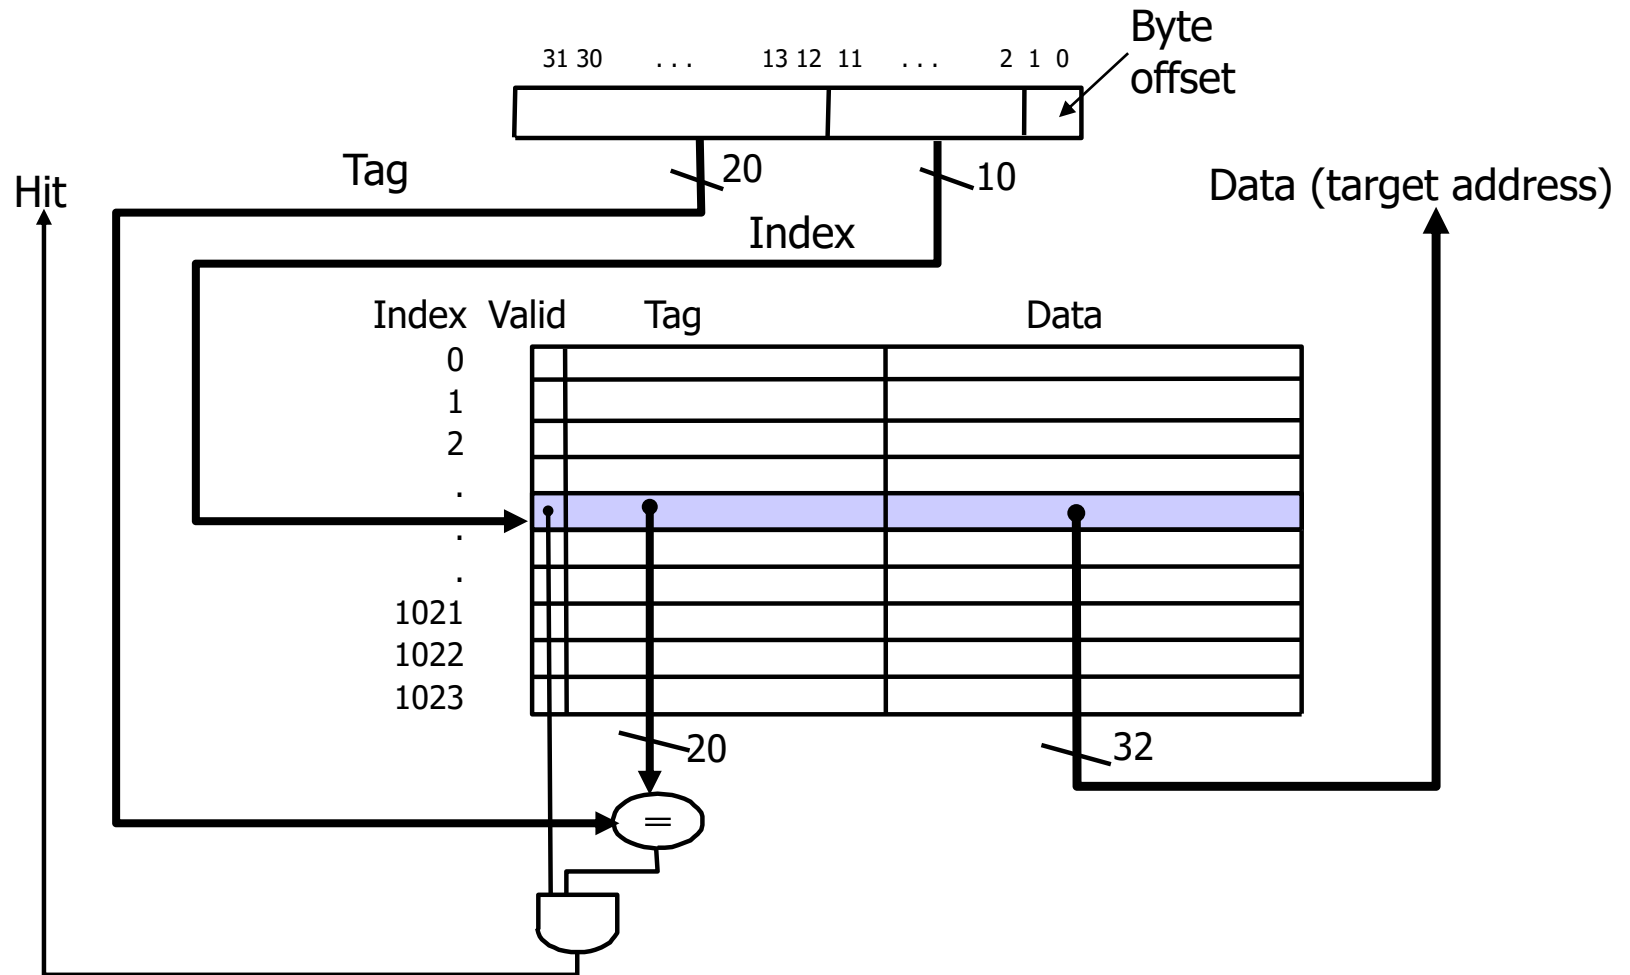 Byte
offset
31 30 . . . 13 12 11 . . . 2 1 0
20
10
Tag
Hit
Data (target address)
Index
Index Valid Tag Data
0
1
2
.
.
.
1021
1022
1023
20
32
=